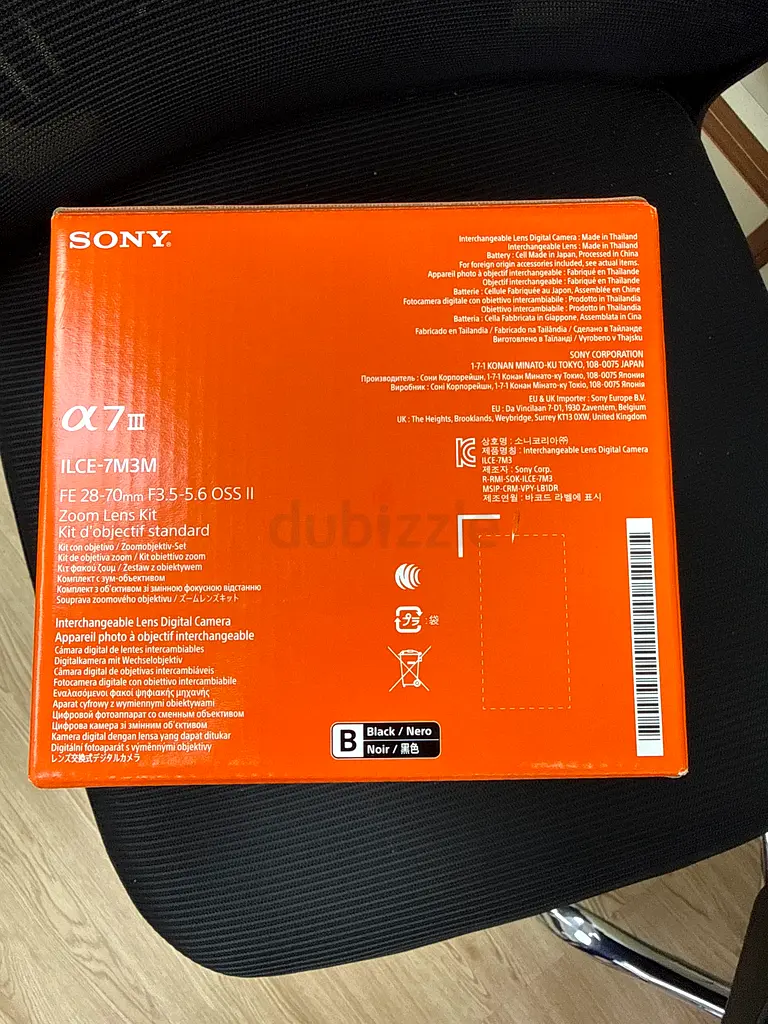 SONY
Interchangeable Lens Digital Camera : Made in Thailand
Interchangeable Lens : Made in Thailand
Battery : Cell Made in Japan, Processed in China
For foreign origin accessories included, see actual items.
Appareil photo à objectif interchangeable : Fabriqué en Thaïlande
Objectif interchangeable : Fabriqué en Thaïlande
Batterie : Cellule Fabriquée au Japon, Assemblée en Chine
Fotocamera digitale con obiettivo intercambiabile : Prodotto in Thailandia
Obiettivo intercambiabile : Prodotto in Thailandia
Batteria : Cella Fabbricata in Giappone, Assemblata in Cina
Fabricado en Tailandia / Fabricado na Tailândia / Сделано в Тайланде
Виготовлено в Таїланді / Vyrobeno v Thajsku
SONY CORPORATION
1-7-1 KONAN MINATO-KU TOKYO, 108-0075 JAPAN
Производитель : Сони Корпорейшн, 1-7-1 Конан Минато-ку Токио, 108-0075 Япония
Виробник : Соні Корпорейшн, 1-7-1 Конан Мінато-ку Токіо, 108-0075 Японія
EU & UK Importer : Sony Europe B.V.
EU : Da Vincilaan 7-D1, 1930 Zaventem, Belgium
UK : The Heights, Brooklands, Weybridge, Surrey KT13 0XW, United Kingdom
α7III
ILCE-7M3M
FE 28-70mm F3.5-5.6 OSS II
Zoom Lens Kit
Kit d'objectif standard
Kit con objetivo / Zoomobjektiv-Set
Kit de objetiva zoom / Kit obiettivo zoom
Κιτ φακού ζουμ / Zestaw z obiektywem
Комплект с зум-объективом
Комплект з об'єктивом зі змінною фокусною відстанню
Souprava zoomového objektivu / ズームレンズキット
상호명 : 소니코리아㈜
제품명칭 : Interchangeable Lens Digital Camera
ILCE-7M3
제조자 : Sony Corp.
R-RMI-SOK-ILCE-7M3
MSIP-CRM-VPY-LB1DR
제조연월 : 바코드 라벨에 표시
dubizzle
プラ : 袋
Interchangeable Lens Digital Camera
Appareil photo à objectif interchangeable
Cámara digital de lentes intercambiables
Digitalkamera mit Wechselobjektiv
Câmara digital de objetivas intercambiáveis
Fotocamera digitale con obiettivo intercambiabile
Εναλασόμενοι φακοί ψηφιακής μηχανής
Aparat cyfrowy z wymiennymi obiektywami
Цифровой фотоаппарат со сменным объективом
Цифрова камера зі змінним об'єктивом
Kamera digital dengan lensa yang dapat ditukar
Digitální fotoaparát s výměnnými objektivy
レンズ交換式デジタルカメラ
B Black / Nero
Noir / 黑色